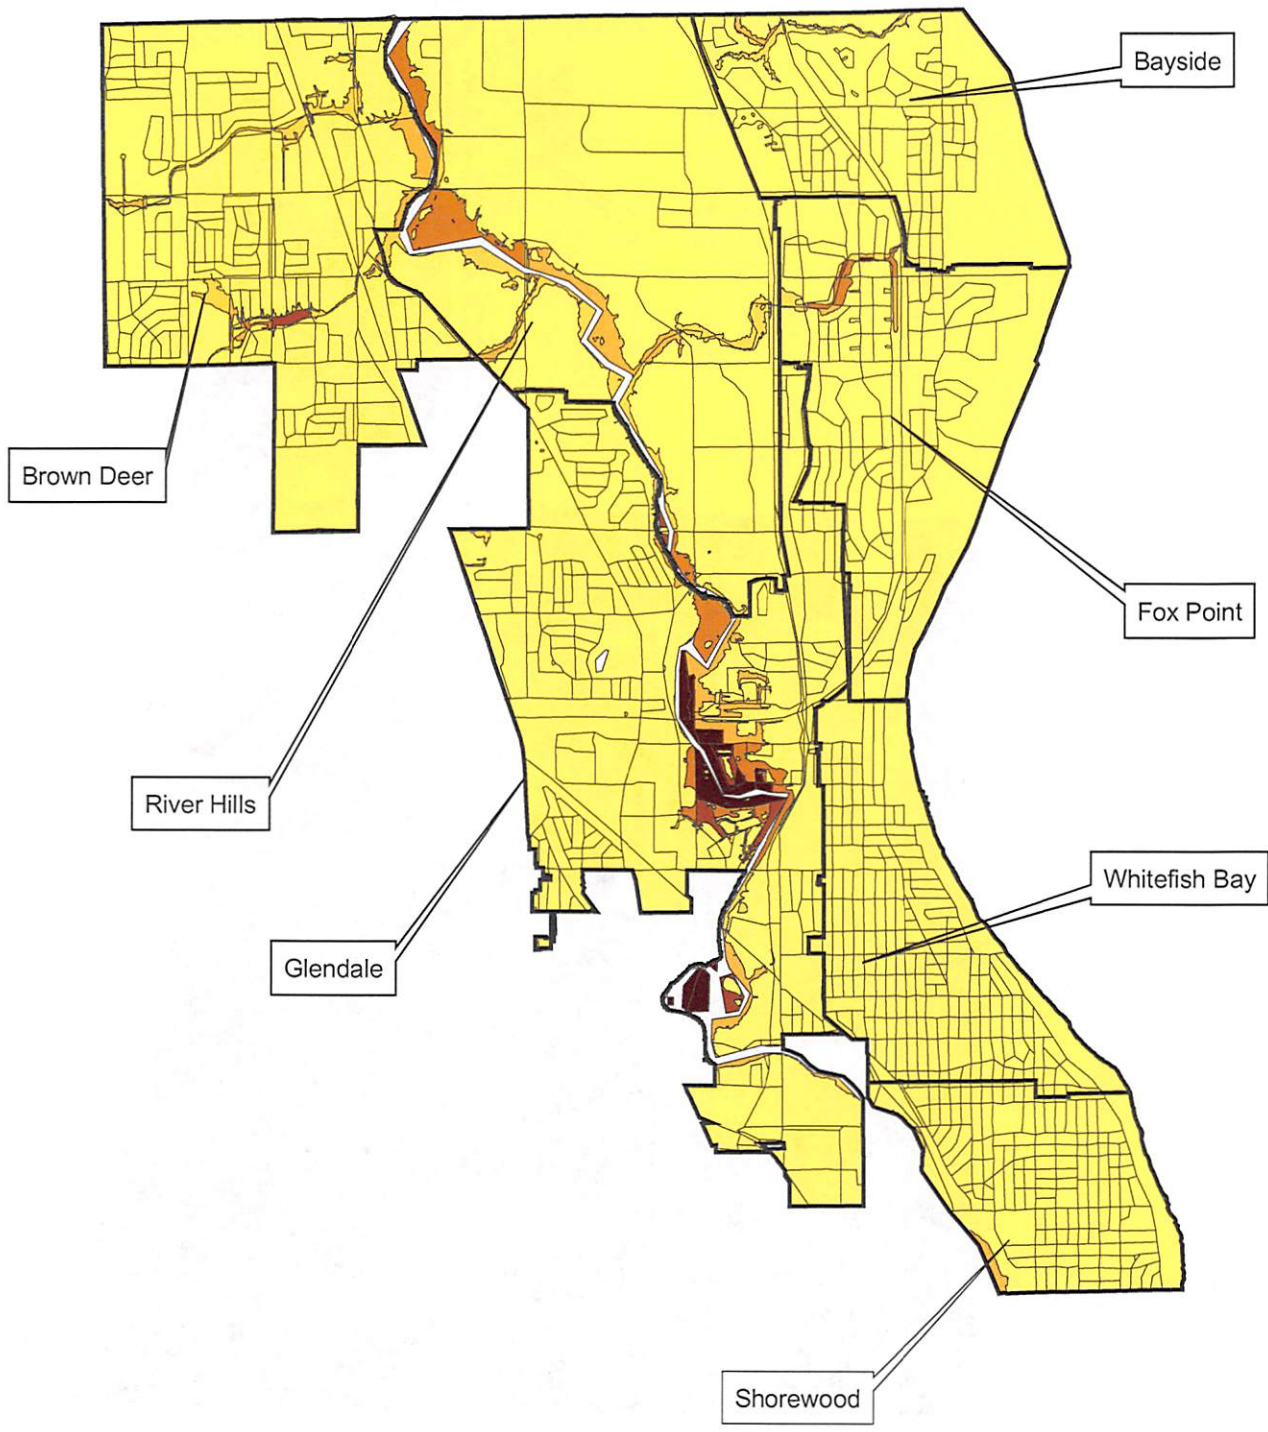 Bayside
Brown Deer
Fox Point
River Hills
Whitefish Bay
Glendale
Shorewood